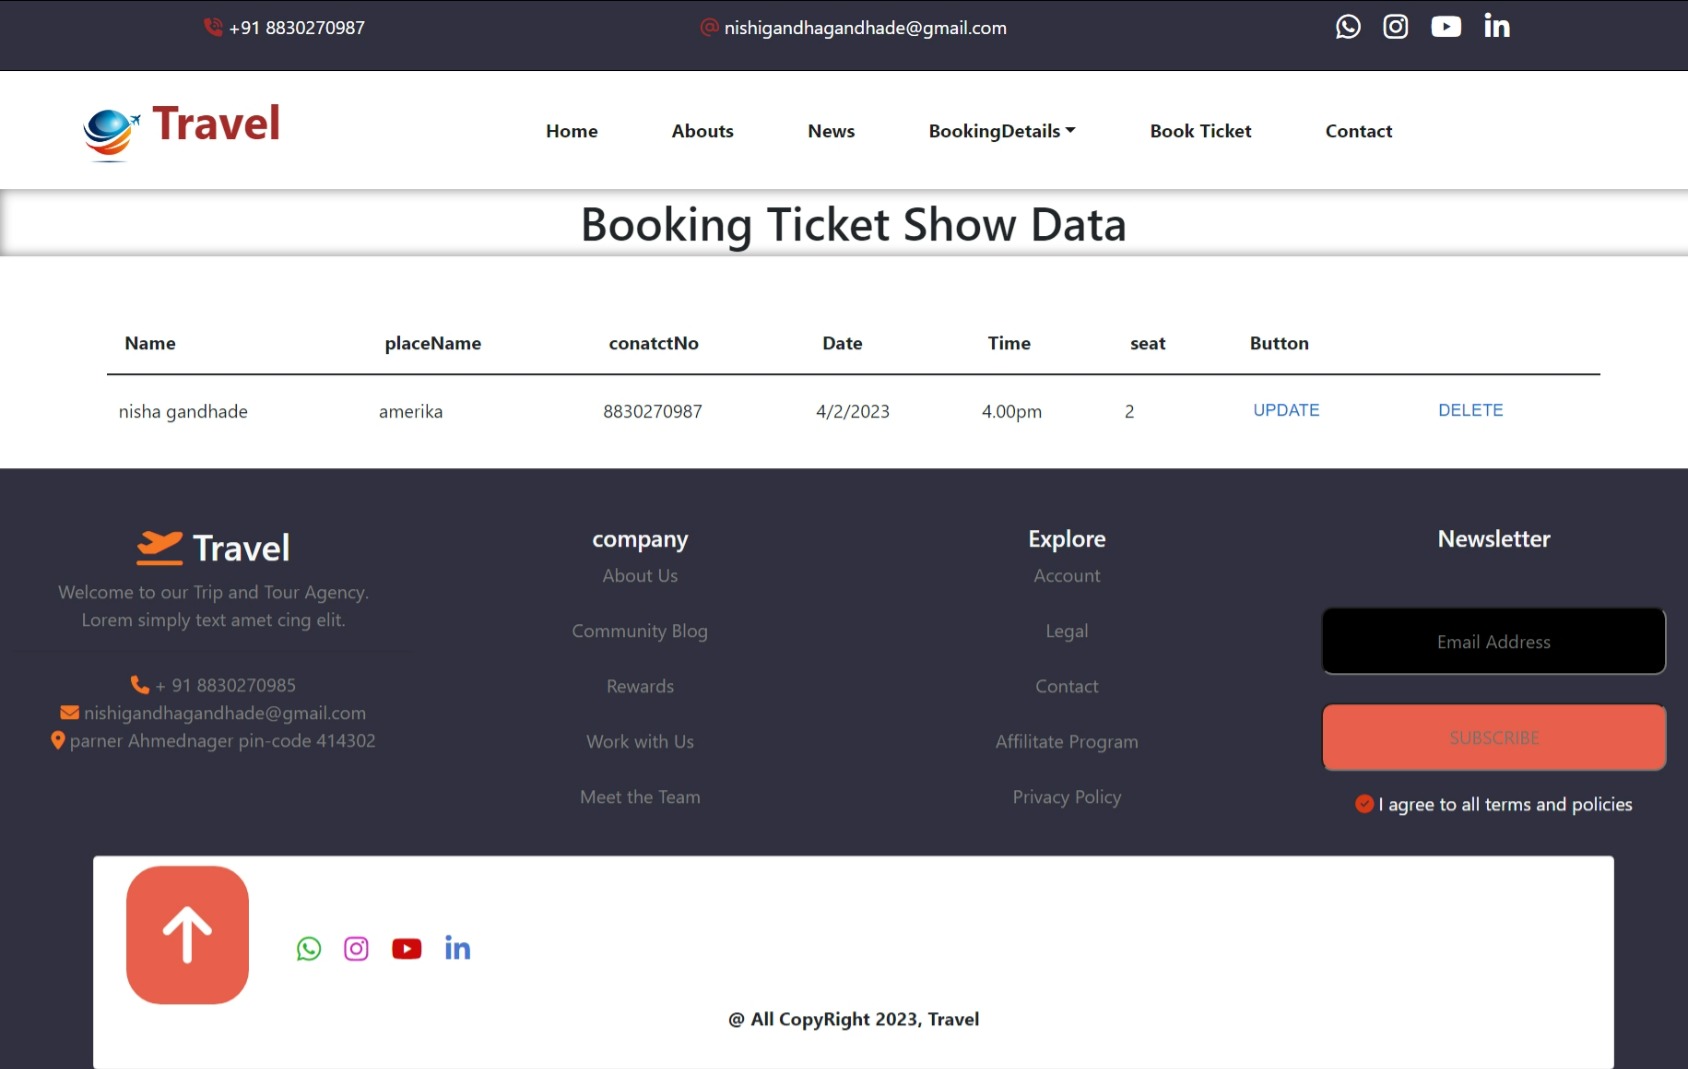 +91 8830270987
nishigandhagandhade@gmail.com
Travel
Home Abouts News BookingDetails Book Ticket Contact
Booking Ticket Show Data
Name placeName conatctNo Date Time seat Button
nisha gandhade amerika 8830270987 4/2/2023 4.00pm 2 UPDATE DELETE
Travel
Welcome to our Trip and Tour Agency.
Lorem simply text amet cing elit.
+ 91 8830270985
nishigandhagandhade@gmail.com
parner Ahmednager pin-code 414302
company
About Us
Community Blog
Rewards
Work with Us
Meet the Team
Explore
Account
Legal
Contact
Affilitate Program
Privacy Policy
Newsletter
Email Address
SUBSCRIBE
I agree to all terms and policies
@ All CopyRight 2023, Travel